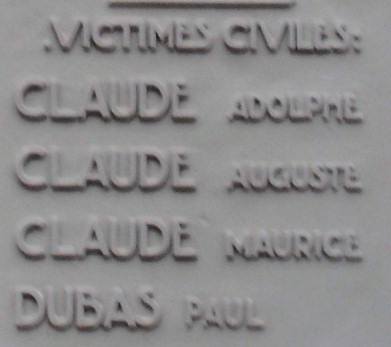 .VICTIMES CIVILES:
CLAUDE ADOLPHE
CLAUDE AUGUSTE
CLAUDE MAURICE
DUBAS PAUL